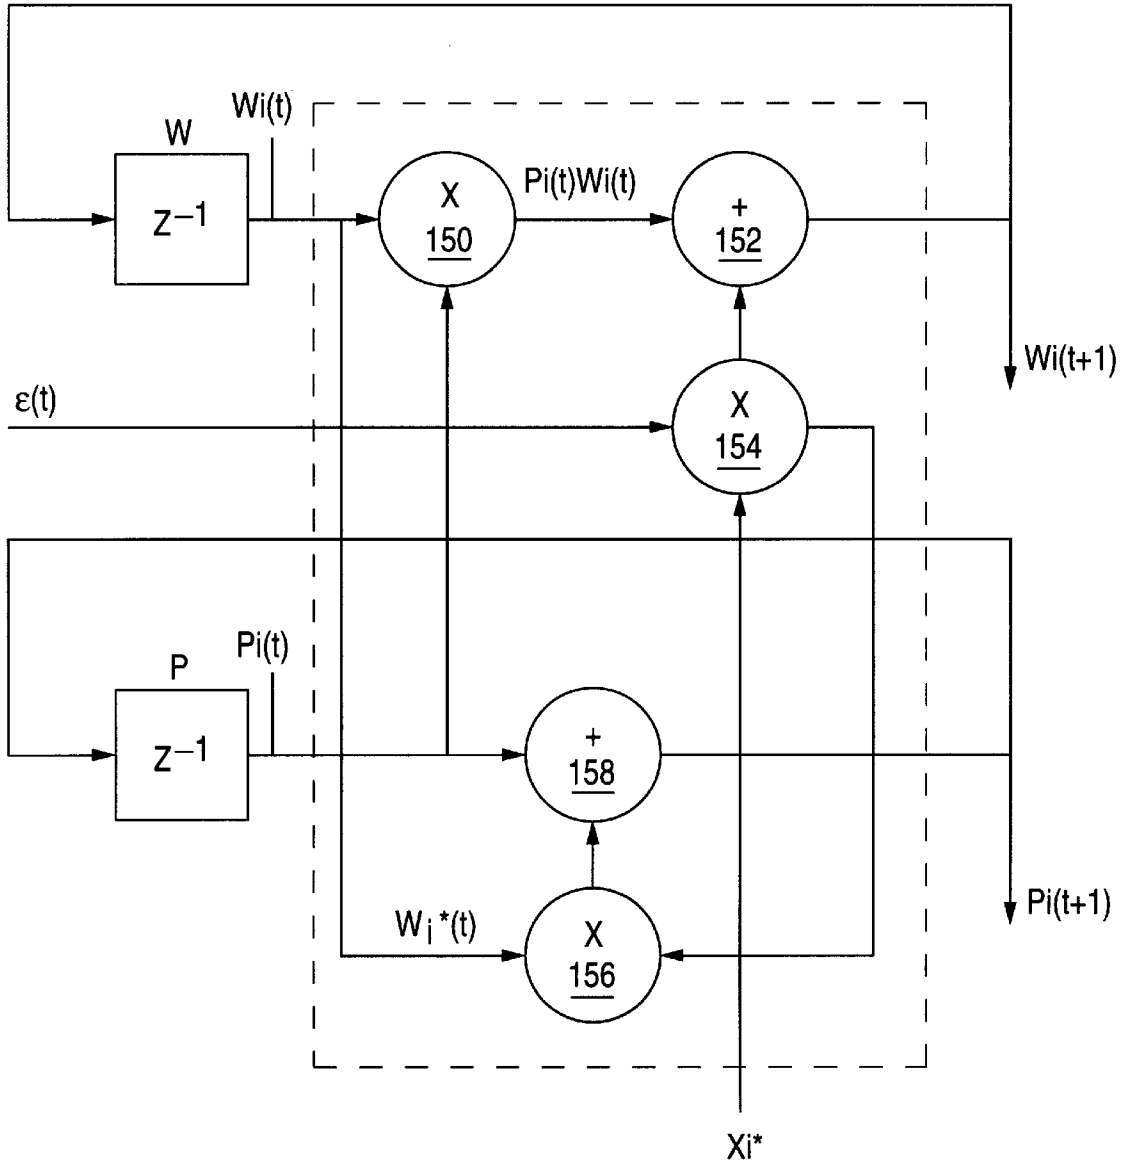 Wi(t)
W
Z⁻¹
X
150
Pi(t)Wi(t)
+
152
Wi(t+1)
ε(t)
X
154
Pi(t)
P
Z⁻¹
+
158
Pi(t+1)
Wi*(t)
X
156
Xi*